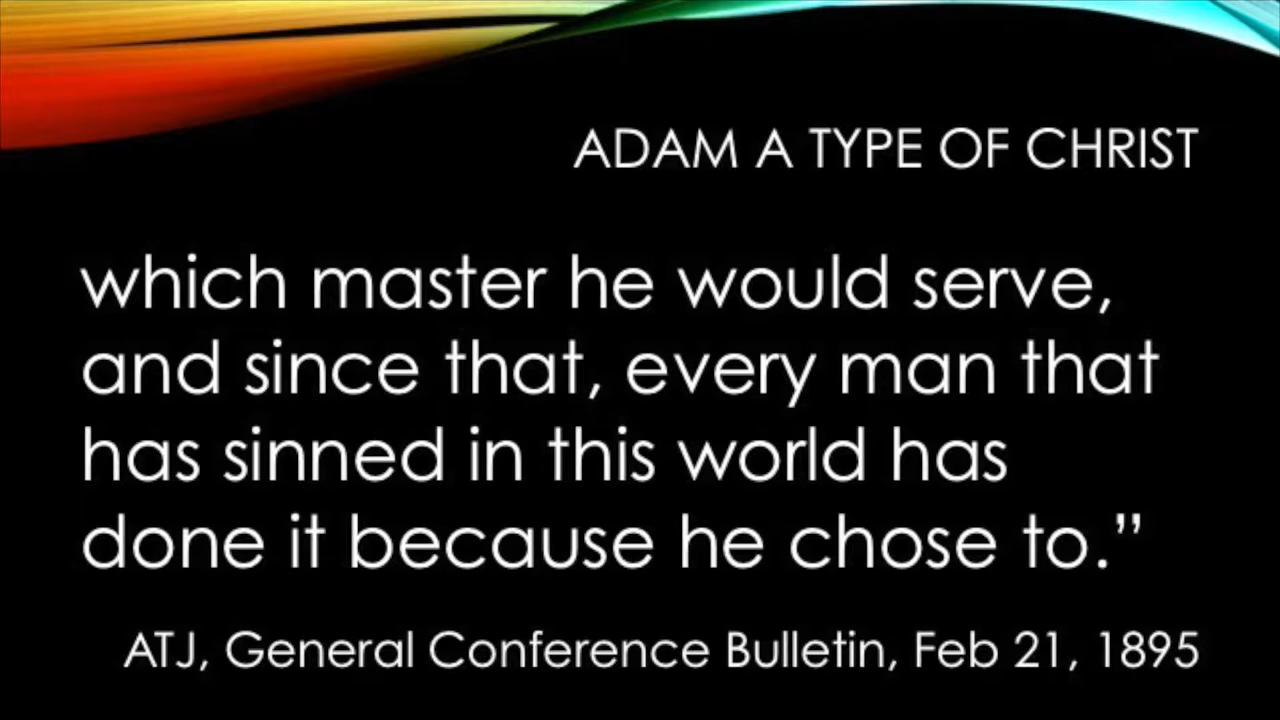 ADAM A TYPE OF CHRIST
which master he would serve,
and since that, every man that
has sinned in this world has
done it because he chose to.”
ATJ, General Conference Bulletin, Feb 21, 1895